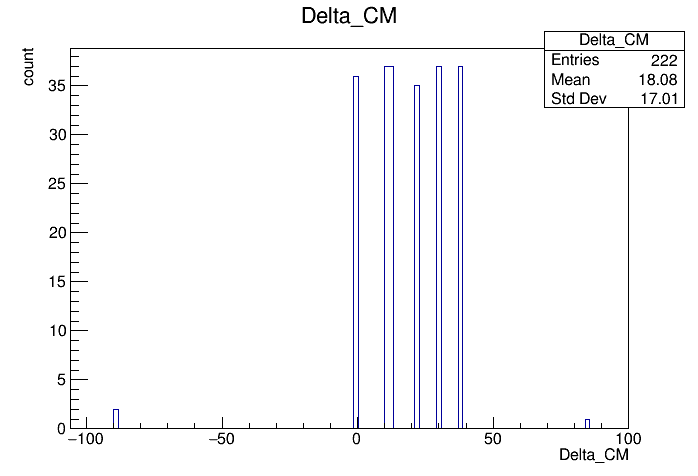 Delta_CM
count
Delta_CM
Entries 222
Mean 18.08
Std Dev 17.01
35
30
25
20
15
10
5
0
−100 −50 0 50 100
Delta_CM